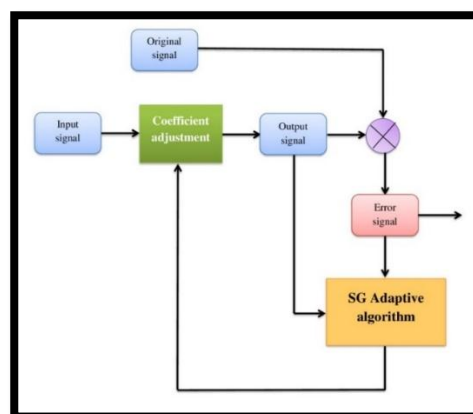 Original
signal
Input
signal
Coefficient
adjustment
Output
signal
Error
signal
SG Adaptive
algorithm